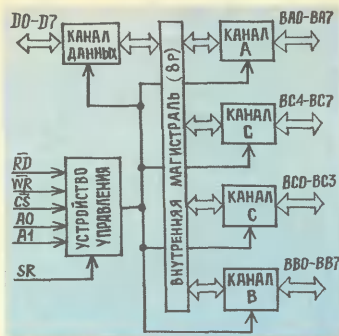 D0-D7
КАНАЛ
ДАННЫХ
ВНУТРЕННЯЯ МАГИСТРАЛЬ (8Р)
КАНАЛ
А
BA0-BA7
КАНАЛ
С
BC4-BC7
КАНАЛ
С
BC0-BC3
КАНАЛ
В
BB0-BB7
RD
WR
CS
A0
A1
SR
УСТРОЙСТВО
УПРАВЛЕНИЯ